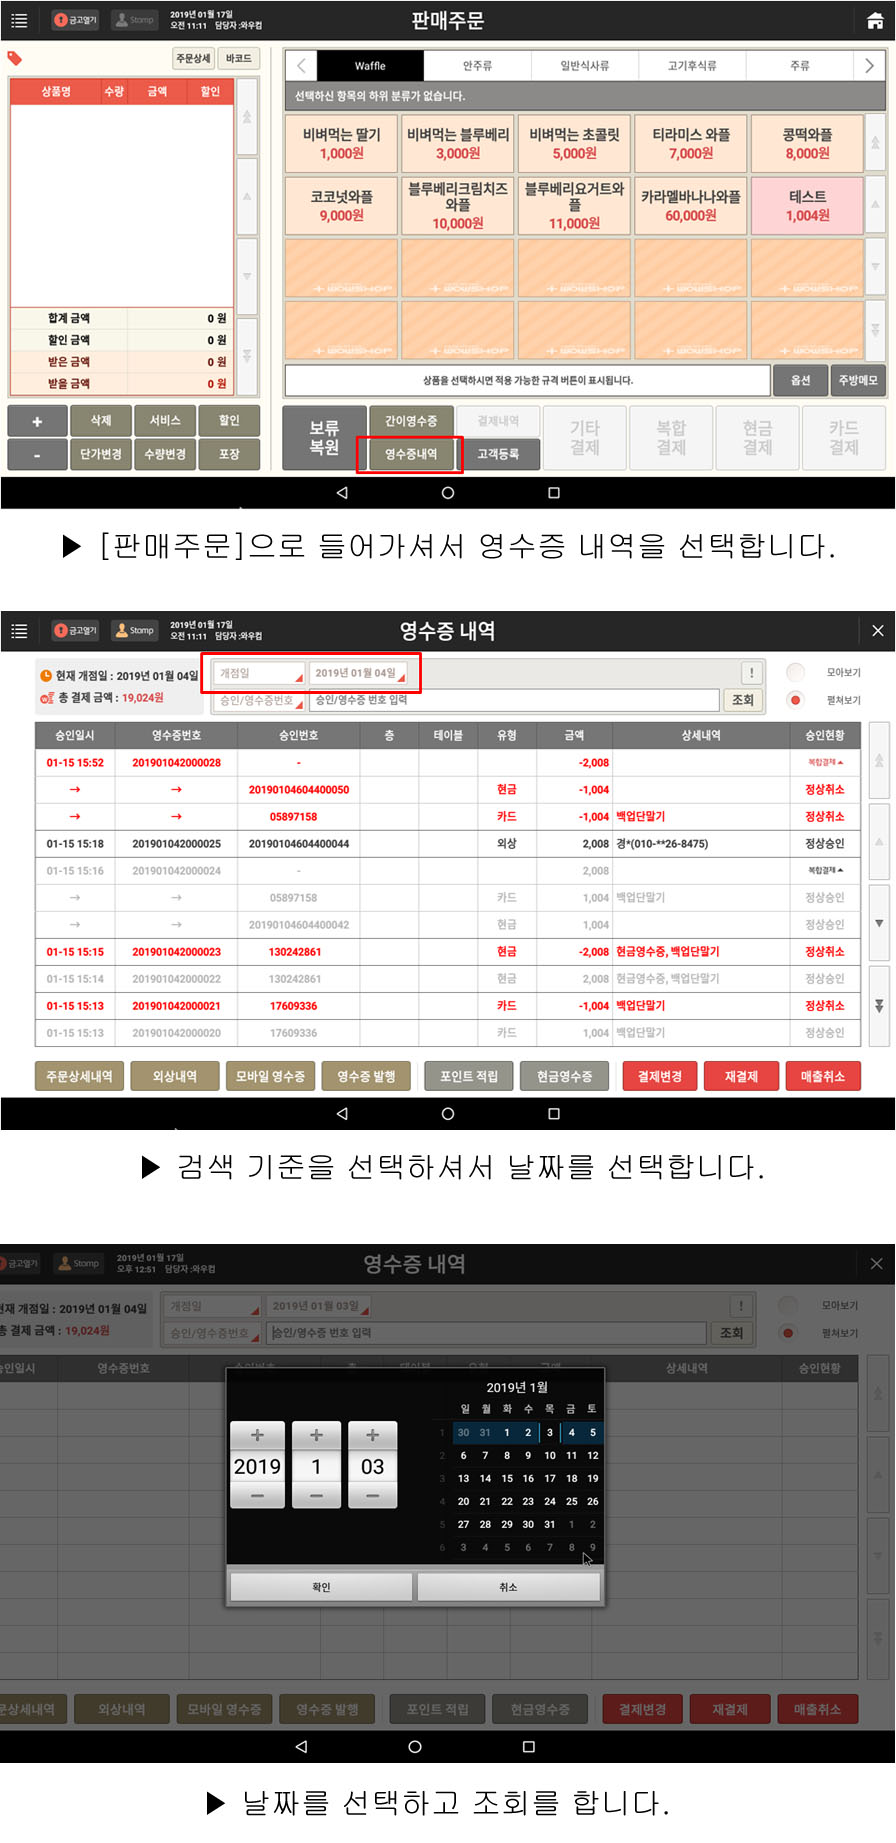 금고열기 Stomp 2019년 01월 17일
오전 11:11 담당자 :와우컴
판매주문
주문상세 바코드
상품명 수량 금액 할인
합계 금액 0 원
할인 금액 0 원
받은 금액 0 원
받을 금액 0 원
+ 삭제 서비스 할인
- 단가변경 수량변경 포장
Waffle 안주류 일반식사류 고기후식류 주류
선택하신 항목의 하위 분류가 없습니다.
비벼먹는 딸기 비벼먹는 블루베리 비벼먹는 초콜릿 티라미스 와플 콩떡와플
1,000원 3,000원 5,000원 7,000원 8,000원
코코넛와플 블루베리크림치즈와플 블루베리요거트와플 카라멜바나나와플 테스트
9,000원 10,000원 11,000원 60,000원 1,004원
+ WOWSHOP + WOWSHOP + WOWSHOP + WOWSHOP + WOWSHOP
+ WOWSHOP + WOWSHOP + WOWSHOP + WOWSHOP + WOWSHOP
상품을 선택하시면 적용 가능한 규격 버튼이 표시됩니다. 옵션 주방메모
보류 복원 간이영수증 결제내역 기타 결제 복합 결제 현금 결제 카드 결제
영수증내역 고객등록
▶ [판매주문]으로 들어가셔서 영수증 내역을 선택합니다.
금고열기 Stomp 2019년 01월 17일
오전 11:11 담당자 :와우컴
영수증 내역
현재 개점일 : 2019년 01월 04일 개점일 2019년 01월 04일 ! 모아보기
총 결제 금액 : 19,024원 승인/영수증번호 승인/영수증 번호 입력 조회 펼쳐보기
승인일시 영수증번호 승인번호 층 테이블 유형 금액 상세내역 승인현황
01-15 15:52 201901042000028 - -2,008 복합결제▲
→ → 20190104604400050 현금 -1,004 정상취소
→ → 05897158 카드 -1,004 백업단말기 정상취소
01-15 15:18 201901042000025 20190104604400044 외상 2,008 경*(010-**26-8475) 정상승인
01-15 15:16 201901042000024 - 2,008 복합결제▲
→ → 05897158 카드 1,004 백업단말기 정상승인
→ → 20190104604400042 현금 1,004 정상승인
01-15 15:15 201901042000023 130242861 현금 -2,008 현금영수증, 백업단말기 정상취소
01-15 15:14 201901042000022 130242861 현금 2,008 현금영수증, 백업단말기 정상승인
01-15 15:13 201901042000021 17609336 카드 -1,004 백업단말기 정상취소
01-15 15:13 201901042000020 17609336 카드 1,004 백업단말기 정상승인
주문상세내역 외상내역 모바일 영수증 영수증 발행 포인트 적립 현금영수증 결제변경 재결제 매출취소
▶ 검색 기준을 선택하셔서 날짜를 선택합니다.
금고열기 Stomp 2019년 01월 17일
오후 12:51 담당자 :와우컴
영수증 내역
현재 개점일 : 2019년 01월 04일 개점일 2019년 01월 03일 ! 모아보기
총 결제 금액 : 19,024원 승인/영수증번호 승인/영수증 번호 입력 조회 펼쳐보기
승인일시 영수증번호 승인번호 층 테이블 유형 금액 상세내역 승인현황
2019년 1월
일 월 화 수 목 금 토
1 30 31 1 2 3 4 5
2 6 7 8 9 10 11 12
3 13 14 15 16 17 18 19
4 20 21 22 23 24 25 26
5 27 28 29 30 31 1 2
6 3 4 5 6 7 8 9
+ + +
2019 1 03
- - -
확인 취소
문상세내역 외상내역 모바일 영수증 영수증 발행 포인트 적립 현금영수증 결제변경 재결제 매출취소
▶ 날짜를 선택하고 조회를 합니다.